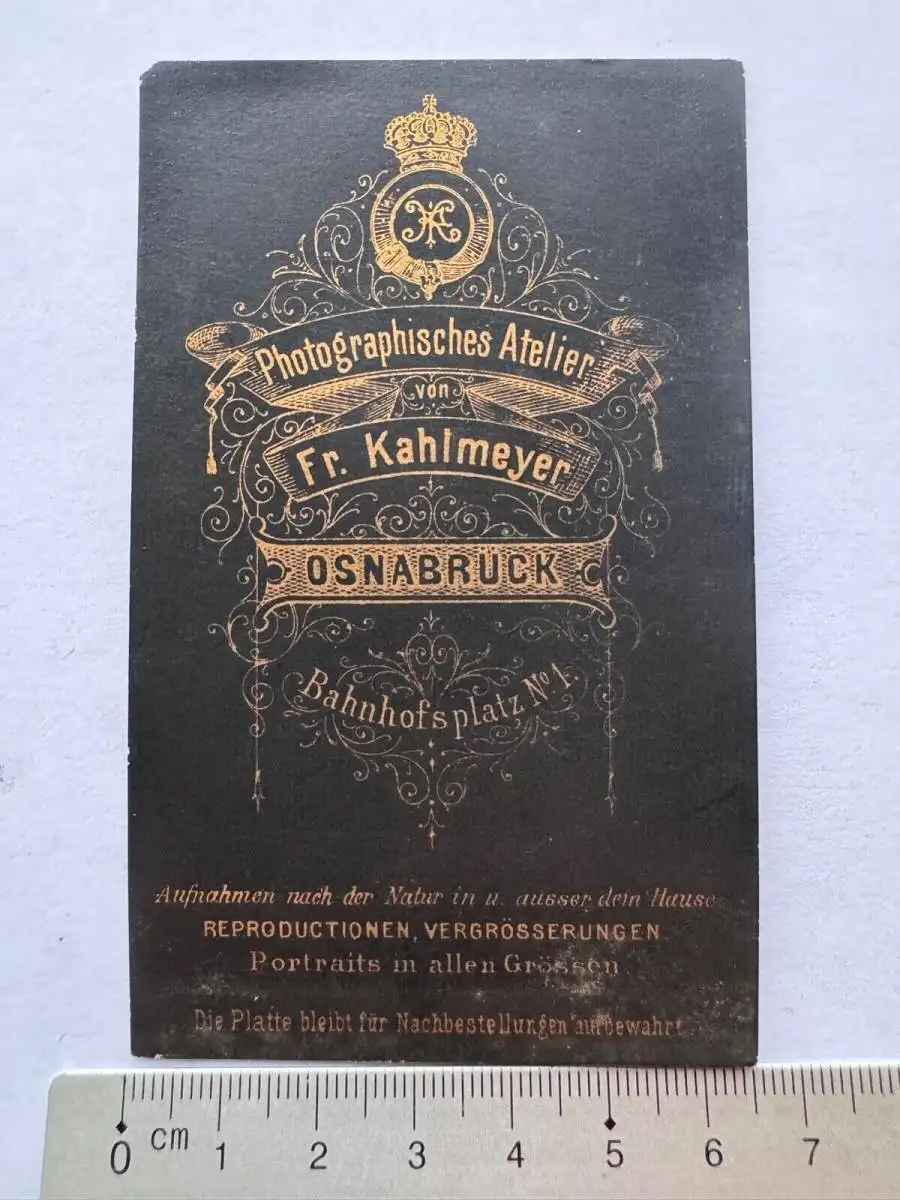 Photographisches Atelier
von
Fr. Kahlmeyer
OSNABRÜCK
Bahnhofsplatz No 1.
Aufnahmen nach der Natur in u. ausser dem Hause
REPRODUCTIONEN, VERGRÖSSERUNGEN
Portraits in allen Grössen
Die Platte bleibt für Nachbestellungen aufbewahrt
0 cm 1 2 3 4 5 6 7